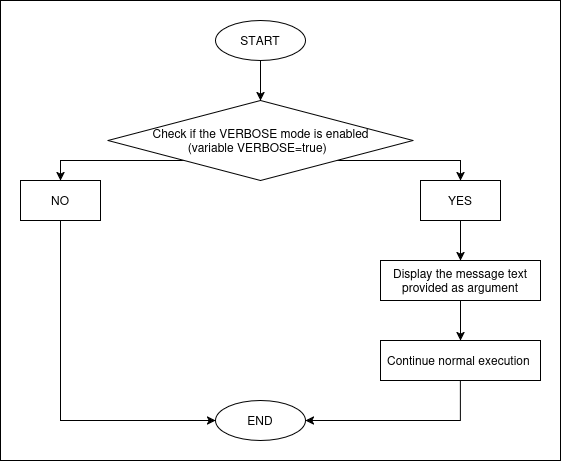 START
Check if the VERBOSE mode is enabled
(variable VERBOSE=true)
NO
YES
Display the message text
provided as argument
Continue normal execution
END